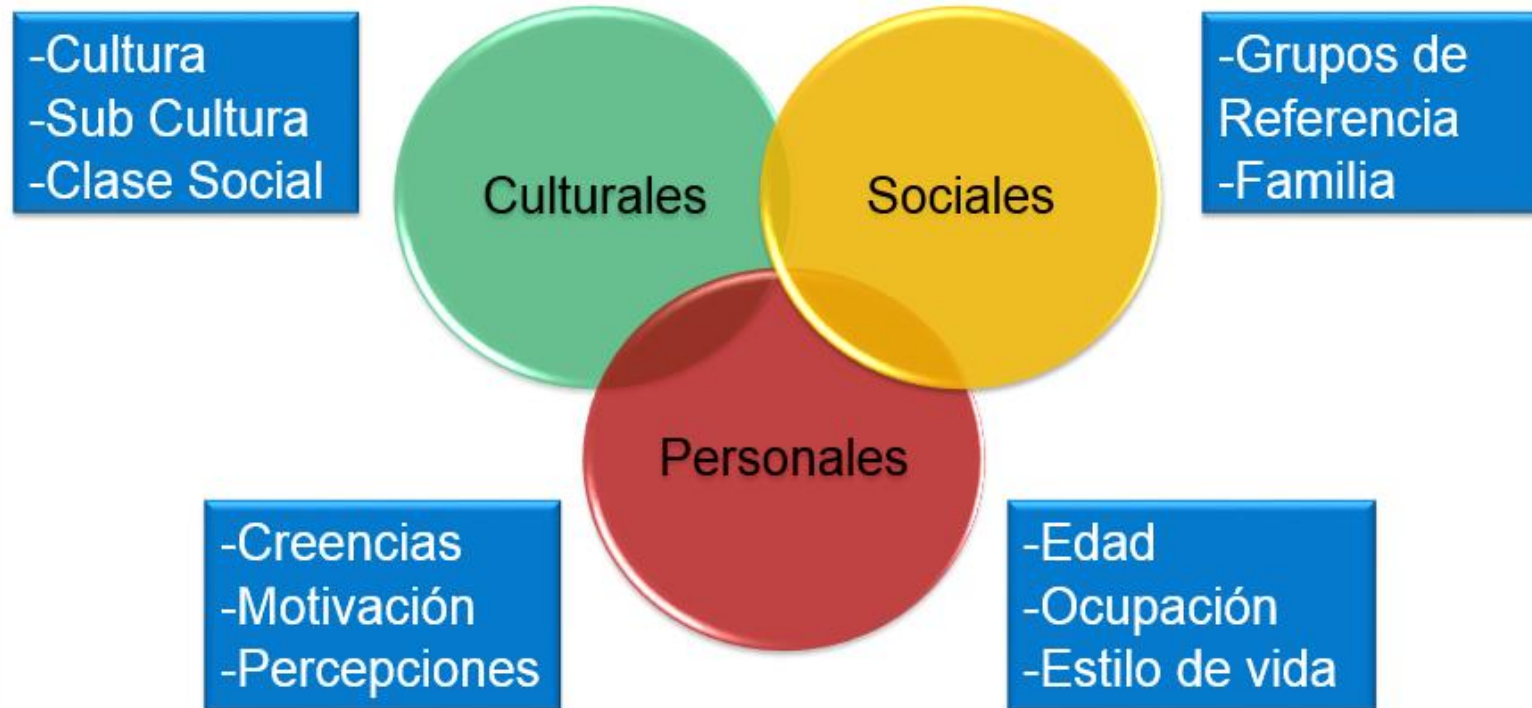 -Cultura
-Sub Cultura
-Clase Social
Culturales
Sociales
-Grupos de
Referencia
-Familia
Personales
-Creencias
-Motivación
-Percepciones
-Edad
-Ocupación
-Estilo de vida